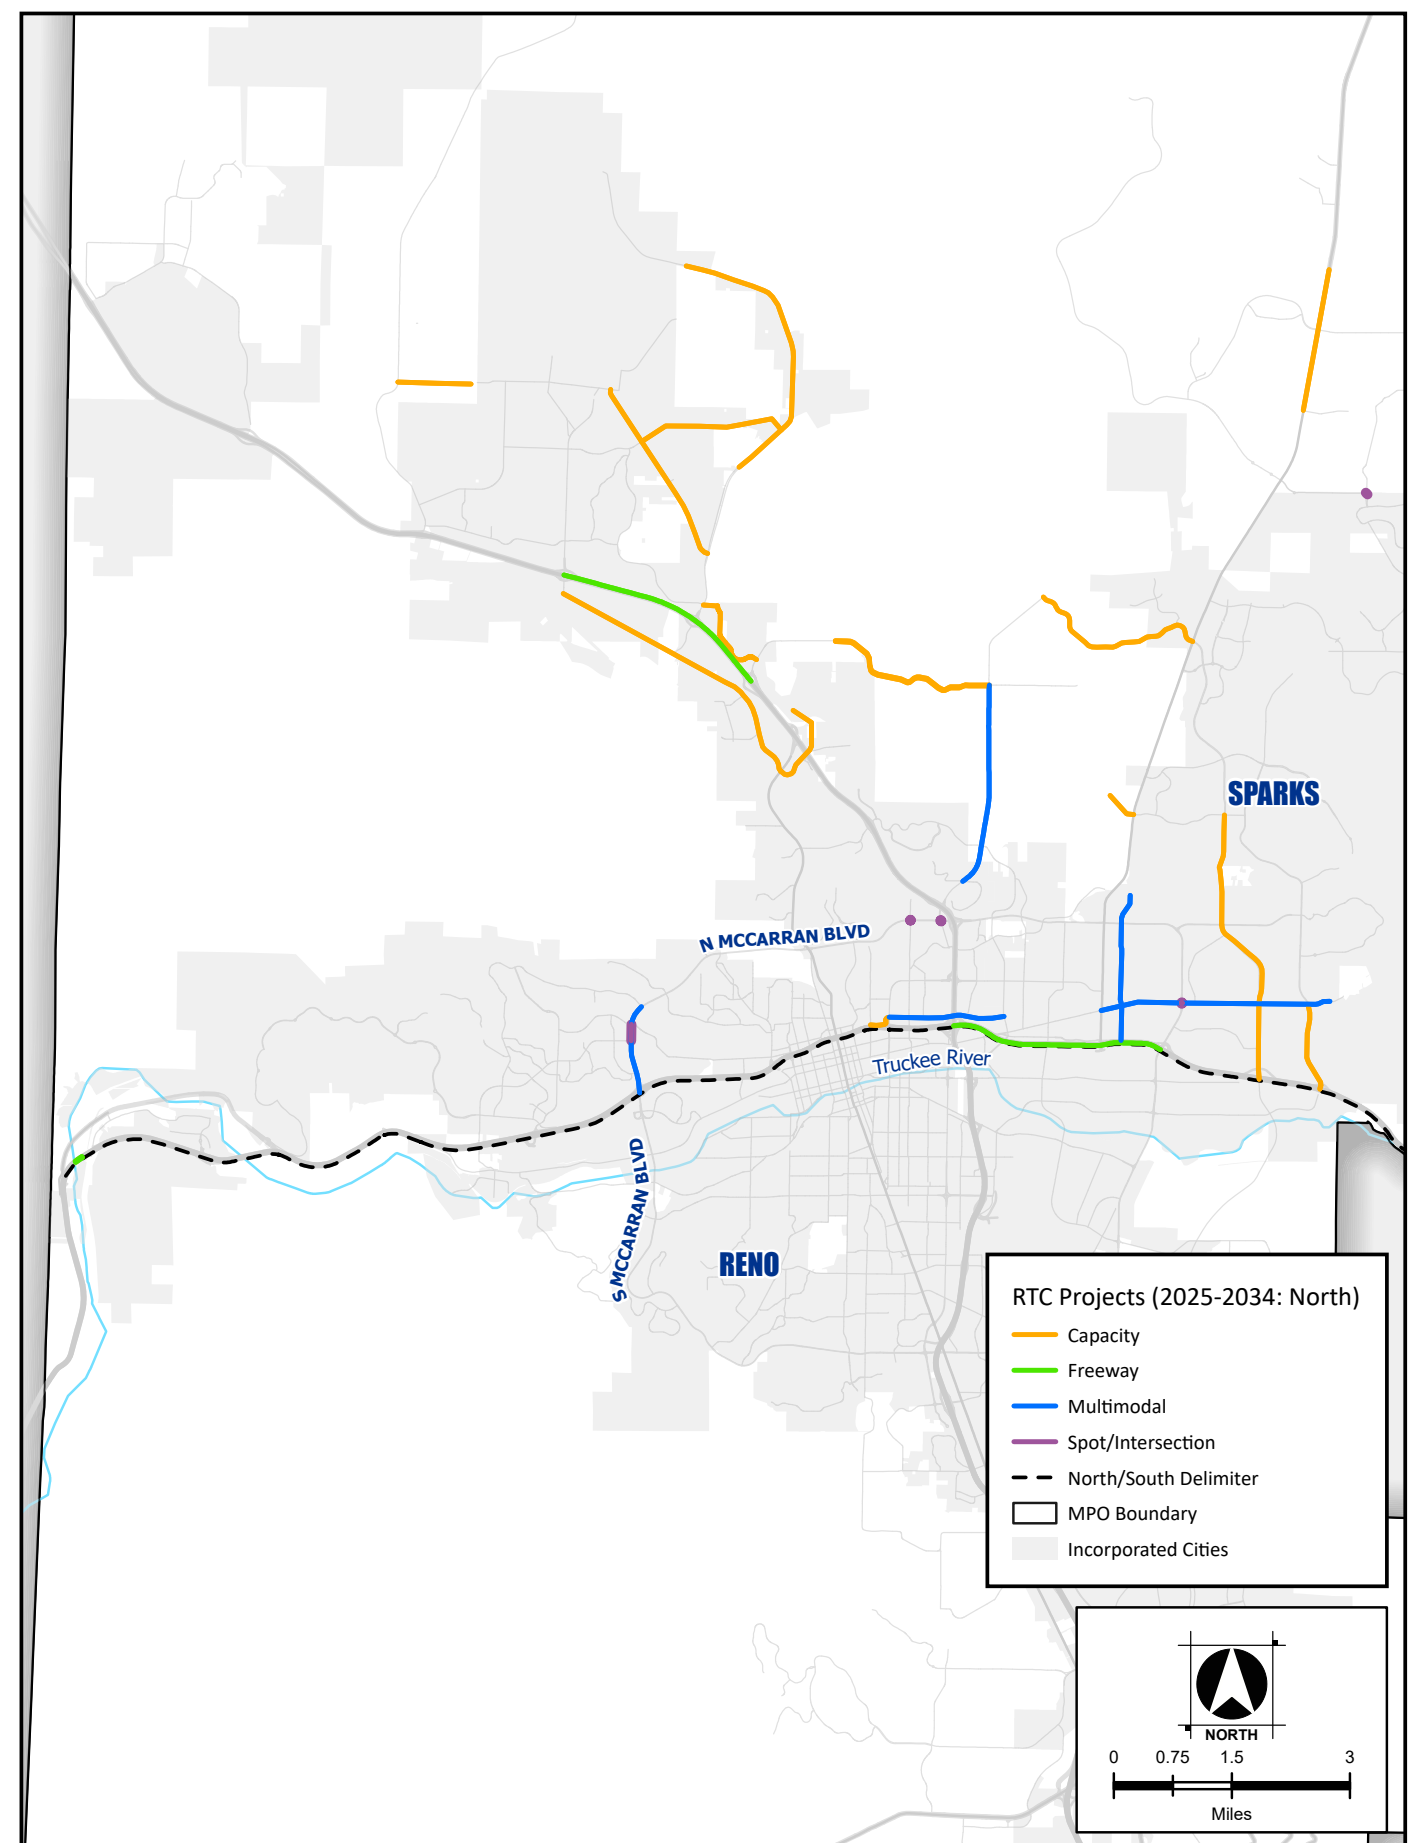 SPARKS
N MCCARRAN BLVD
Truckee River
S MCCARRAN BLVD
RENO
RTC Projects (2025-2034: North)
Capacity
Freeway
Multimodal
Spot/Intersection
North/South Delimiter
MPO Boundary
Incorporated Cities
NORTH
0 0.75 1.5 3
Miles